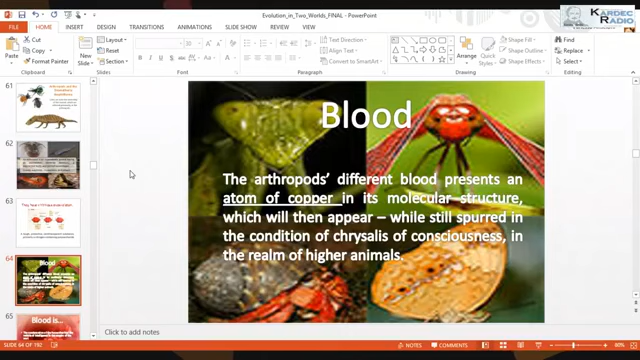 Evolution_in_Two_Worlds_FINAL - PowerPoint
KARDEC
RADIO
FILE HOME INSERT DESIGN TRANSITIONS ANIMATIONS SLIDE SHOW REVIEW VIEW
Cut
Copy
Format Painter
Paste
Clipboard
New
Slide
Layout
Reset
Section
Slides
Font
Text Direction
Align Text
Convert to SmartArt
Paragraph
Arrange
Quick
Styles
Shape Fill
Shape Outline
Shape Effects
Drawing
Find
Replace
Select
Editing
61
62
63
64
Blood
65
Blood is...
Blood
The arthropods' different blood presents an
atom of copper in its molecular structure,
which will then appear – while still spurred in
the condition of chrysalis of consciousness, in
the realm of higher animals.
Click to add notes
SLIDE 64 OF 192
NOTES
COMMENTS